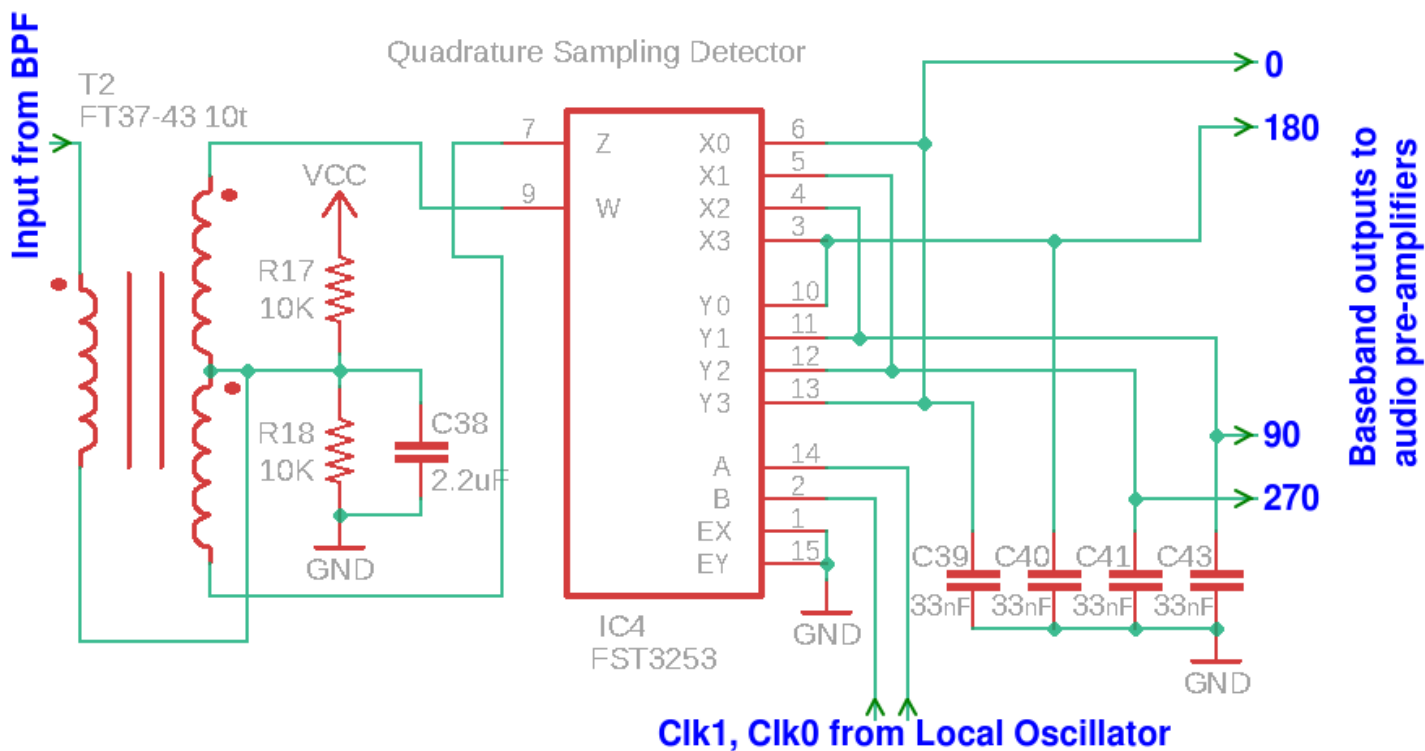 Input from BPF
Quadrature Sampling Detector
T2
FT37-43 10t
VCC
R17
10K
R18
10K
C38
2.2uF
GND
7
9
Z
W
X0
X1
X2
X3
Y0
Y1
Y2
Y3
A
B
EX
EY
6
5
4
3
10
11
12
13
14
2
1
15
IC4
FST3253
GND
0
180
90
270
Baseband outputs to
audio pre-amplifiers
C39
33nF
C40
33nF
C41
33nF
C43
33nF
GND
Clk1, Clk0 from Local Oscillator